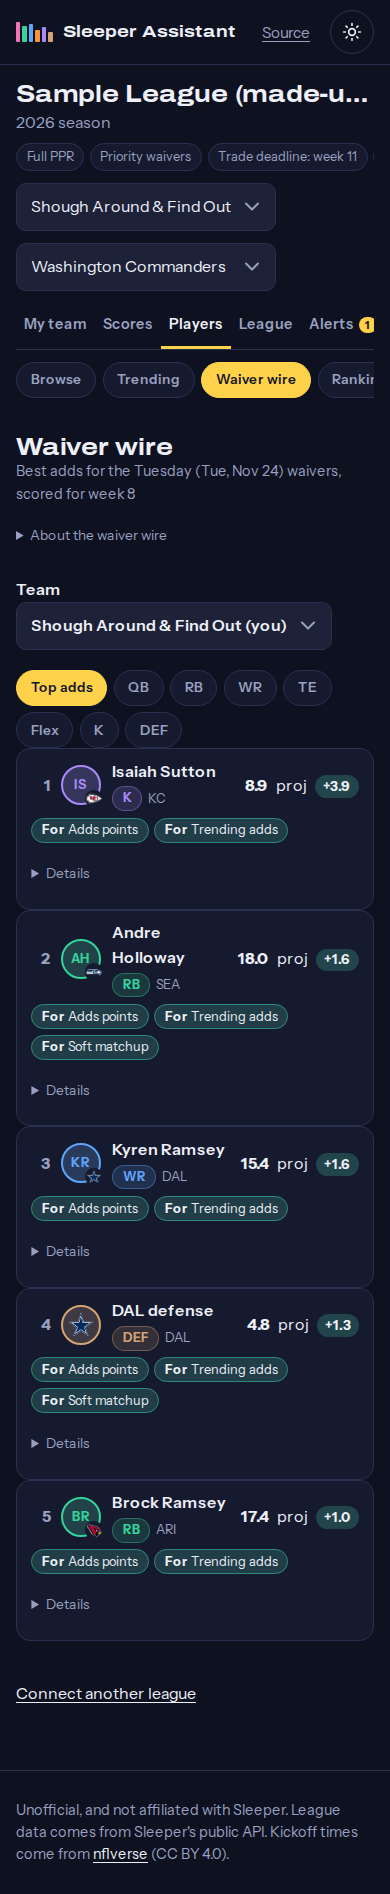 Sleeper Assistant Source
Sample League (made-u...
2026 season
Full PPR Priority waivers Trade deadline: week 11
Shough Around & Find Out
Washington Commanders
My team Scores Players League Alerts 1
Browse Trending Waiver wire Rankin
Waiver wire
Best adds for the Tuesday (Tue, Nov 24) waivers,
scored for week 8
About the waiver wire
Team
Shough Around & Find Out (you)
Top adds QB RB WR TE
Flex K DEF
1 IS Isaiah Sutton 8.9 proj +3.9
K KC
For Adds points For Trending adds
Details
2 AH Andre Holloway 18.0 proj +1.6
RB SEA
For Adds points For Trending adds
For Soft matchup
Details
3 KR Kyren Ramsey 15.4 proj +1.6
WR DAL
For Adds points For Trending adds
Details
4 DAL defense 4.8 proj +1.3
DEF DAL
For Adds points For Trending adds
For Soft matchup
Details
5 BR Brock Ramsey 17.4 proj +1.0
RB ARI
For Adds points For Trending adds
Details
Connect another league
Unofficial, and not affiliated with Sleeper. League
data comes from Sleeper's public API. Kickoff times
come from nflverse (CC BY 4.0).